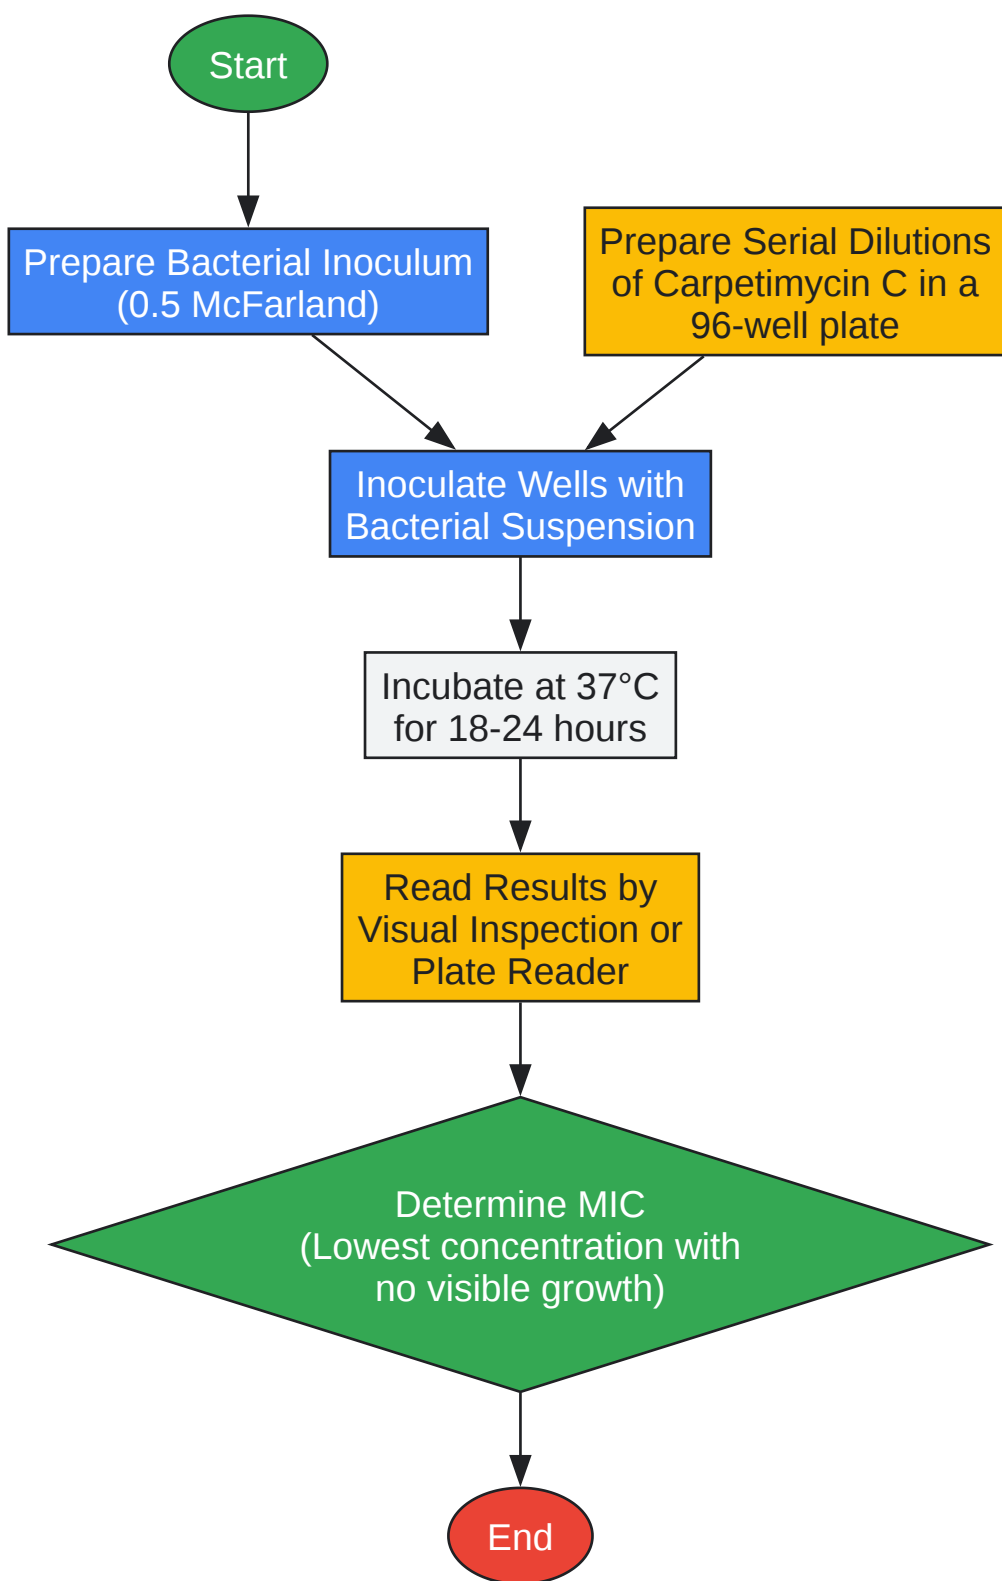 Start
Prepare Bacterial Inoculum
(0.5 McFarland)
Prepare Serial Dilutions
of Carpetimycin C in a
96-well plate
Inoculate Wells with
Bacterial Suspension
Incubate at 37°C
for 18-24 hours
Read Results by
Visual Inspection or
Plate Reader
Determine MIC
(Lowest concentration with
no visible growth)
End